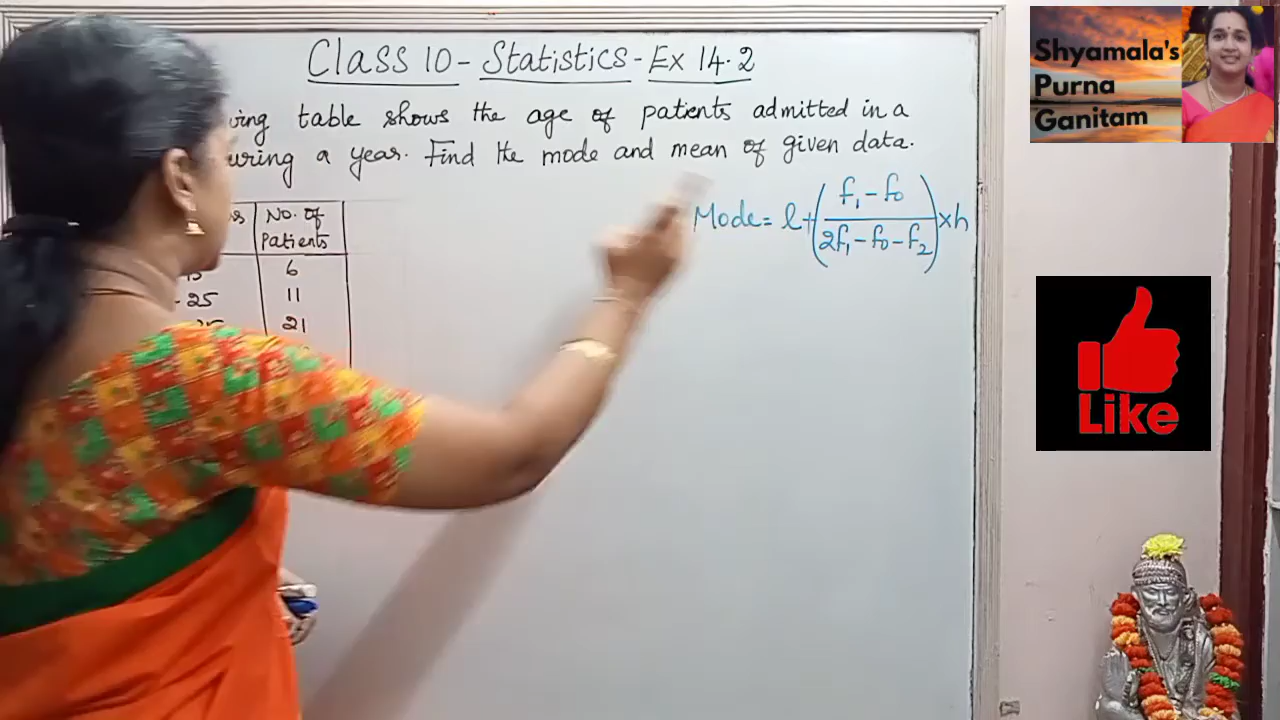 Class 10 - Statistics - Ex 14.2
table shows the age of patients admitted in a
a year. Find the mode and mean of given data.
No. of
Patients
6
- 25 11
21
Mode = l + (f₁ - f₀ / 2f₁ - f₀ - f₂) × h
Shyamala's
Purna
Ganitam
Like